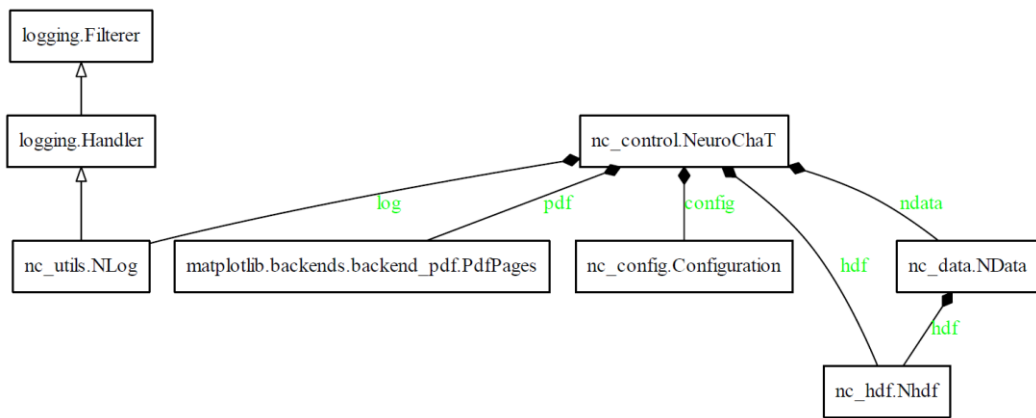 logging.Filterer
logging.Handler
nc_control.NeuroChaT
log
pdf
config
ndata
nc_utils.NLog
matplotlib.backends.backend_pdf.PdfPages
nc_config.Configuration
hdf
nc_data.NData
hdf
nc_hdf.Nhdf